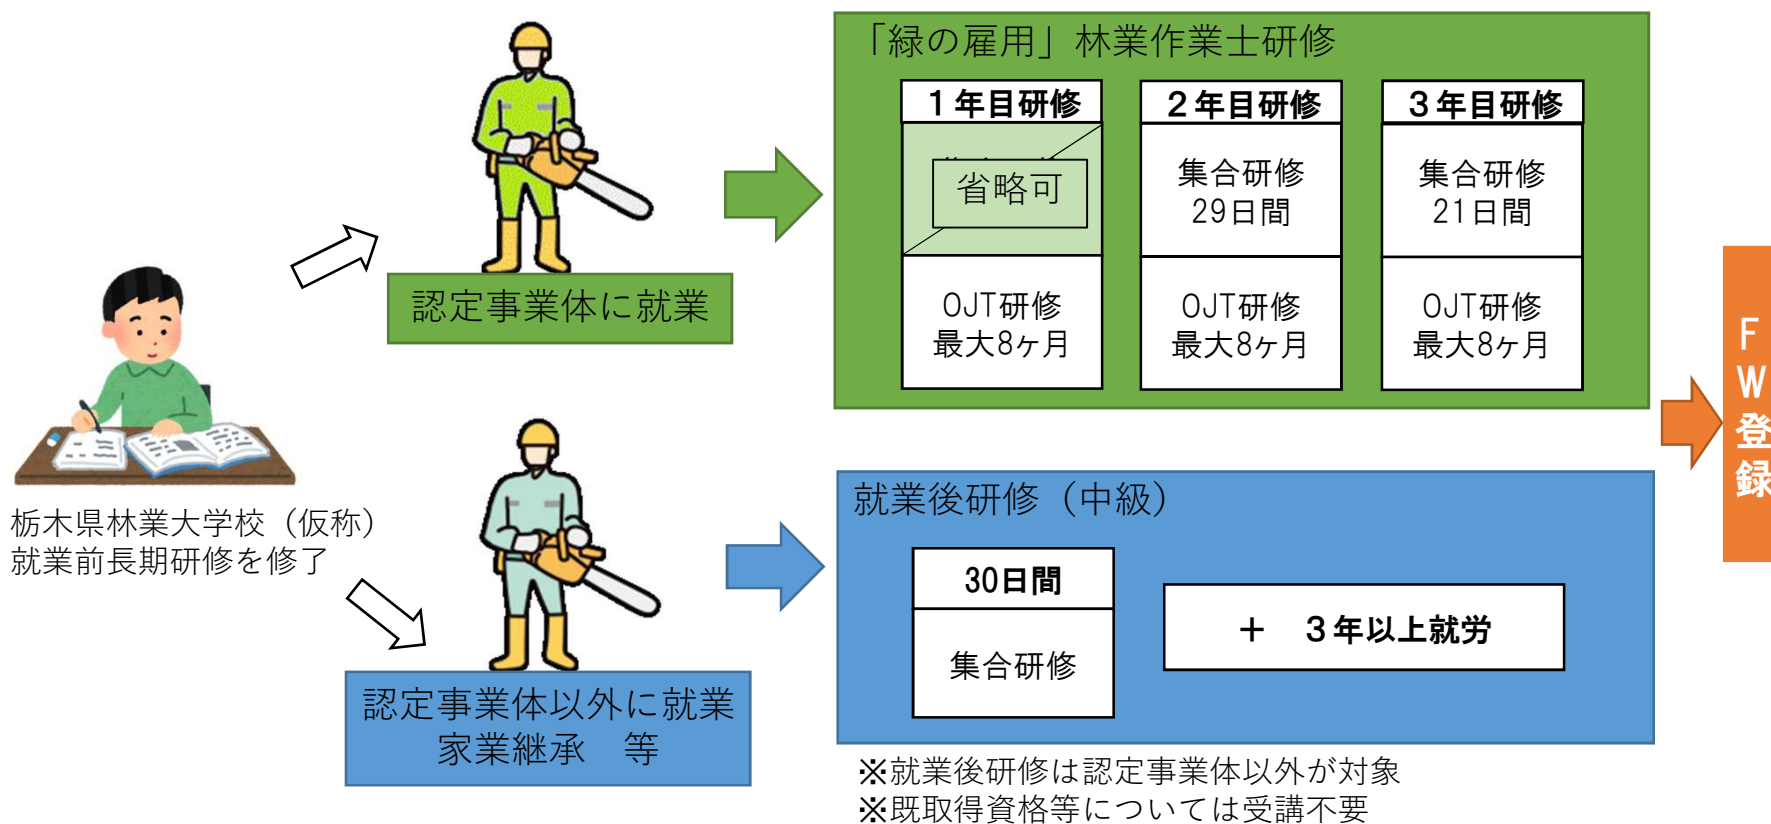 「緑の雇用」林業作業士研修
１年目研修
省略可
OJT研修
最大8ヶ月
２年目研修
集合研修
29日間
OJT研修
最大8ヶ月
３年目研修
集合研修
21日間
OJT研修
最大8ヶ月
認定事業体に就業
栃木県林業大学校（仮称）
就業前長期研修を修了
認定事業体以外に就業
家業継承　等
就業後研修（中級）
30日間
集合研修
＋　３年以上就労
※就業後研修は認定事業体以外が対象
※既取得資格等については受講不要
ＦＷ登録